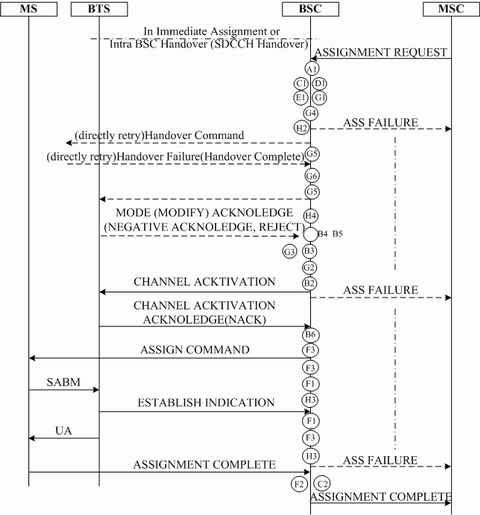 MS BTS BSC MSC
In Immediate Assignment or
Intra BSC Handover (SDCCH Handover)
ASSIGNMENT REQUEST
A1
C1 D1
E1 G1
G4
H2 ASS FAILURE
(directly retry)Handover Command
(directly retry)Handover Failure(Handover Complete)
G5
G6
G5
MODE (MODIFY) ACKNOLEDGE
H4
(NEGATIVE ACKNOLEDGE, REJECT)
B4 B5
G3 B3
G2
CHANNEL ACKTIVATION
B2
ASS FAILURE
CHANNEL ACKTIVATION
ACKNOLEDGE(NACK)
B6
ASSIGN COMMAND
F3
F3
SABM
F1
ESTABLISH INDICATION
H3
F1
UA
F3
H3
ASSIGNMENT COMPLETE
ASS FAILURE
F2 C2
ASSIGNMENT COMPLETE